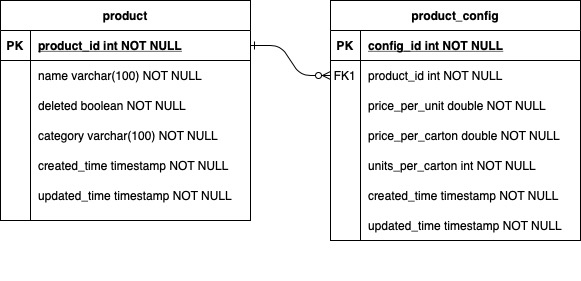 product
PK product_id int NOT NULL
name varchar(100) NOT NULL
deleted boolean NOT NULL
category varchar(100) NOT NULL
created_time timestamp NOT NULL
updated_time timestamp NOT NULL
product_config
PK config_id int NOT NULL
FK1 product_id int NOT NULL
price_per_unit double NOT NULL
price_per_carton double NOT NULL
units_per_carton int NOT NULL
created_time timestamp NOT NULL
updated_time timestamp NOT NULL